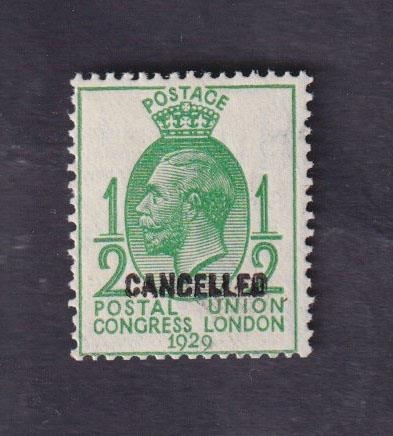 POSTAGE
1/2 1/2
CANCELLED
POSTAL UNION
CONGRESS LONDON
1929